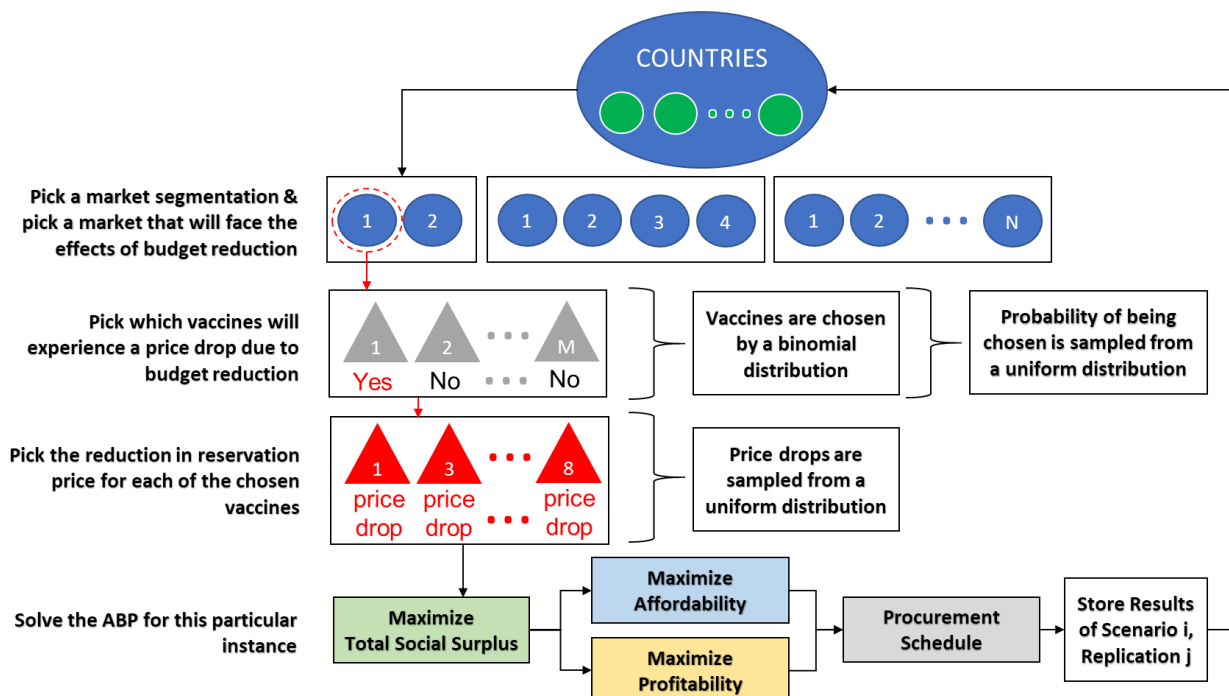 COUNTRIES
Pick a market segmentation &
pick a market that will face the
effects of budget reduction
1 2
1 2 3 4
1 2 N
Pick which vaccines will
experience a price drop due to
budget reduction
1 2 M
Yes No No
Vaccines are chosen
by a binomial
distribution
Probability of being
chosen is sampled from
a uniform distribution
Pick the reduction in reservation
price for each of the chosen
vaccines
1 3 8
price price price
drop drop drop
Price drops are
sampled from a
uniform distribution
Solve the ABP for this particular
instance
Maximize
Total Social Surplus
Maximize
Affordability
Maximize
Profitability
Procurement
Schedule
Store Results
of Scenario i,
Replication j